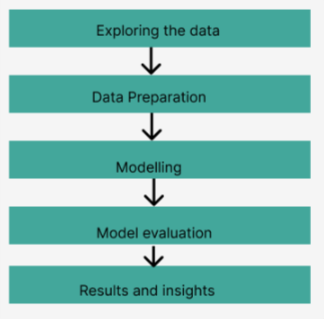 Exploring the data
Data Preparation
Modelling
Model evaluation
Results and insights